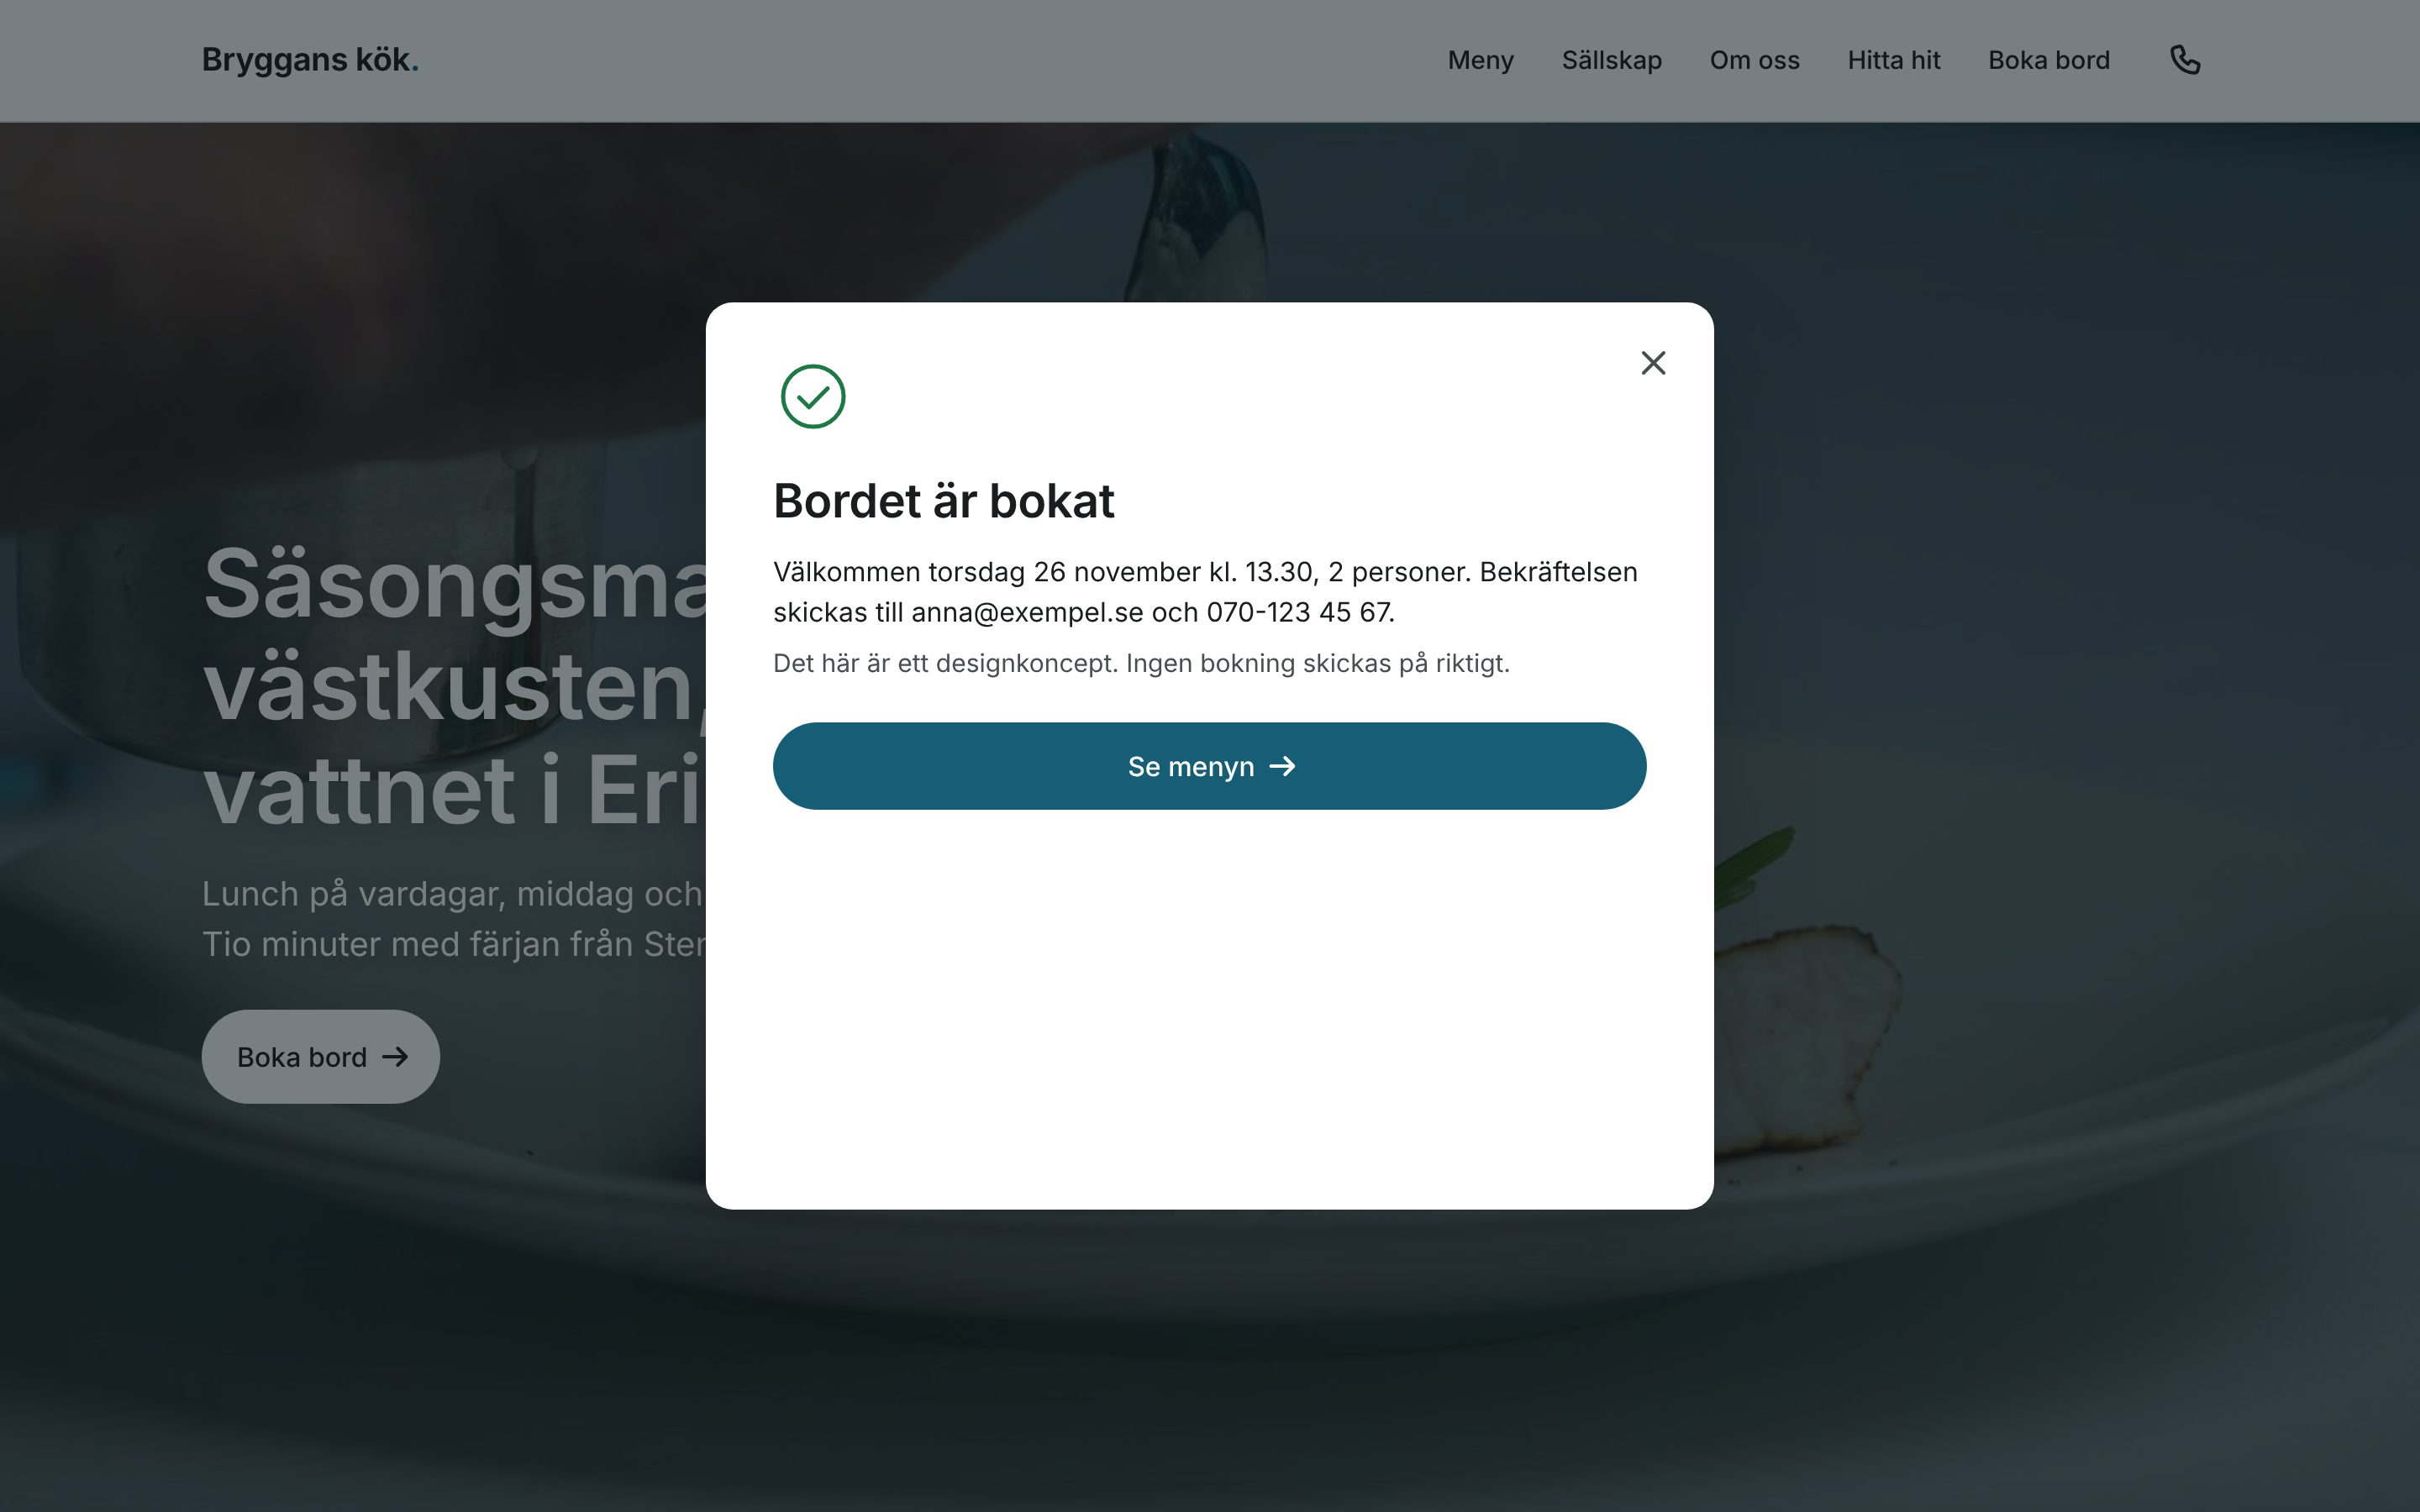 Bryggans kök.
Meny
Sällskap
Om oss
Hitta hit
Boka bord
Bordet är bokat
Välkommen torsdag 26 november kl. 13.30, 2 personer. Bekräftelsen
skickas till anna@exempel.se och 070-123 45 67.
Det här är ett designkoncept. Ingen bokning skickas på riktigt.
Se menyn
västkusten,
vattnet i
Lunch på vardagar, middag och
Tio minuter med färjan från
Boka bord